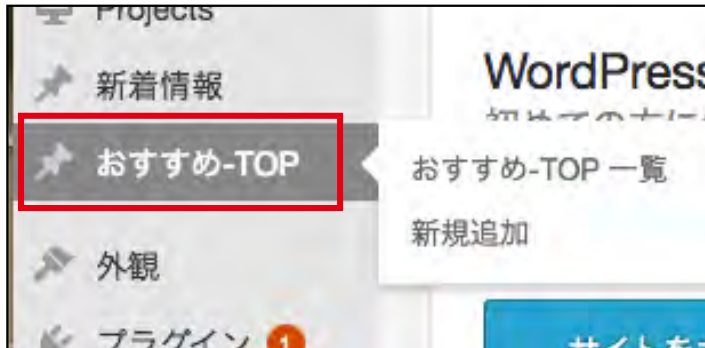 Projects
新着情報
おすすめ-TOP
外観
プラグイン 1
WordPress
おすすめ-TOP 一覧
新規追加